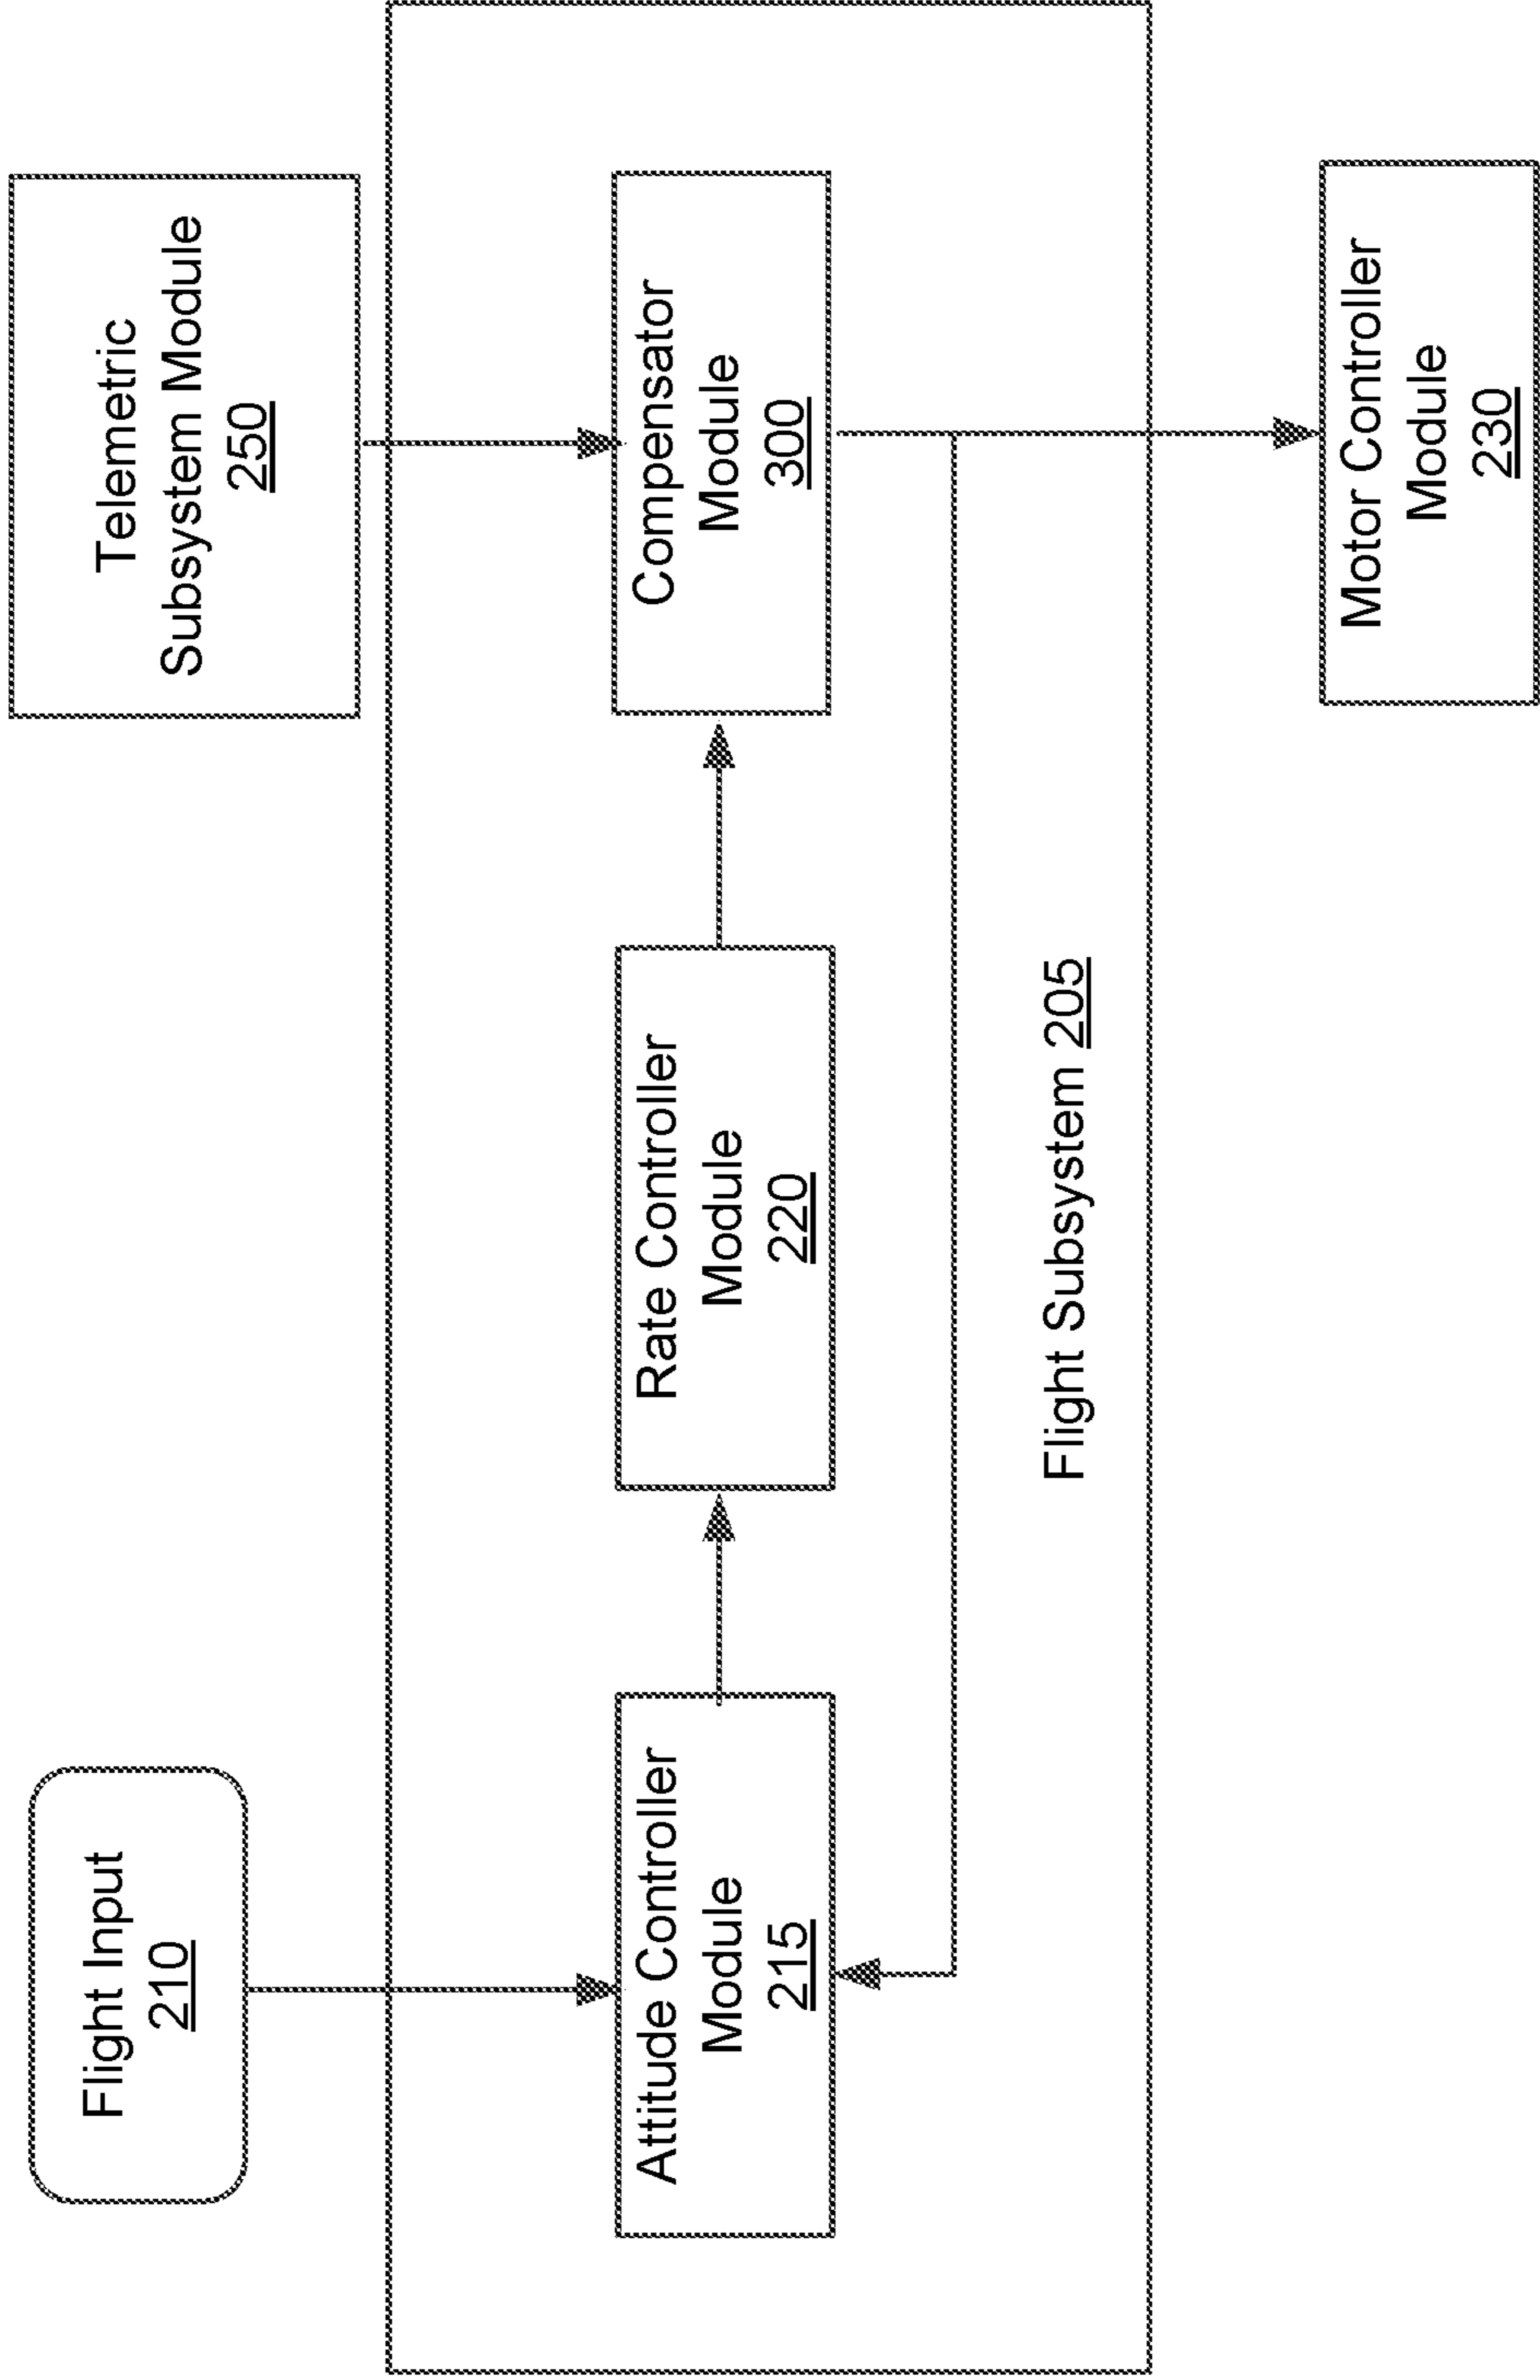 Flight Input
210
Telemetric
Subsystem Module
250
Attitude Controller
Module
215
Rate Controller
Module
220
Compensator
Module
300
Flight Subsystem 205
Motor Controller
Module
230